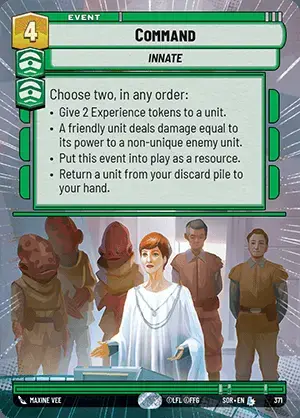 EVENT
4
COMMAND
INNATE
Choose two, in any order:
• Give 2 Experience tokens to a unit.
• A friendly unit deals damage equal to
its power to a non-unique enemy unit.
• Put this event into play as a resource.
• Return a unit from your discard pile to
your hand.
MAXINE VEE
©LFL ©FFG
SOR • EN
371